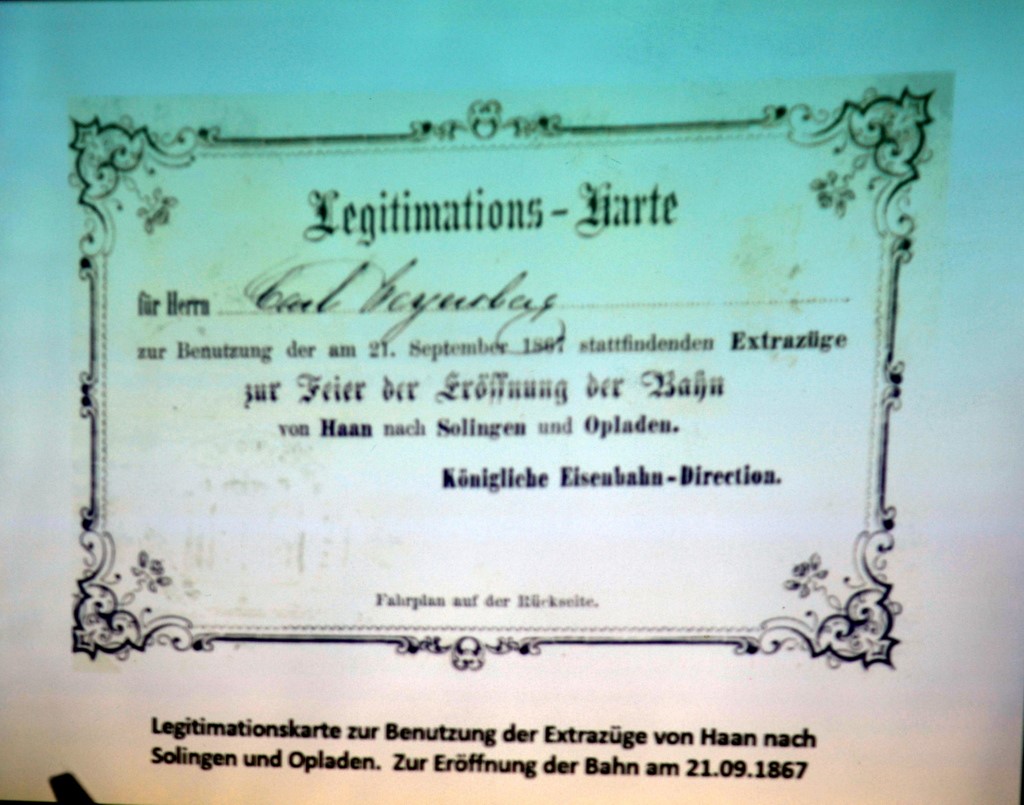 Legitimations-Karte
für Herrn Carl Weyersberg
zur Benutzung der am 21. September 1867 stattfindenden Extrazüge
zur Feier der Eröffnung der Bahn
von Haan nach Solingen und Opladen.
Königliche Eisenbahn-Direction.
Fahrplan auf der Rückseite.
Legitimationskarte zur Benutzung der Extrazüge von Haan nach
Solingen und Opladen. Zur Eröffnung der Bahn am 21.09.1867